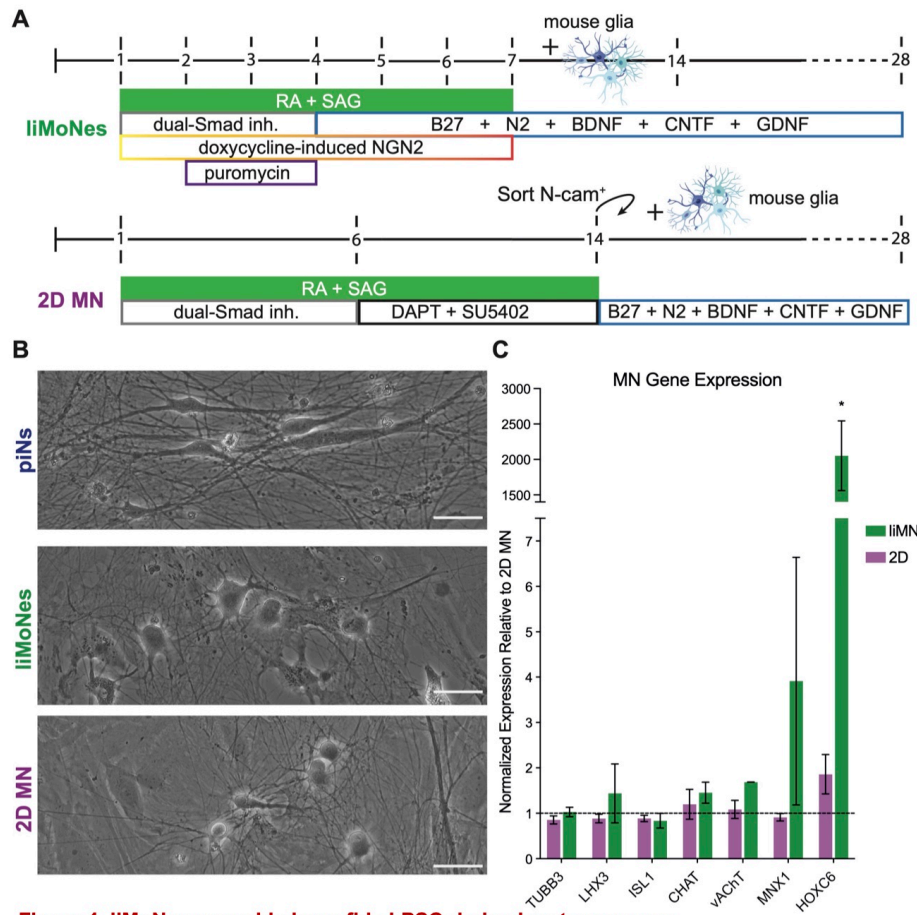 A
mouse glia
+
1 2 3 4 5 6 7 14 28
RA + SAG
liMoNes
dual-Smad inh.
B27 + N2 + BDNF + CNTF + GDNF
doxycycline-induced NGN2
puromycin
Sort N-cam⁺
+ mouse glia
1 6 14 28
2D MN
RA + SAG
dual-Smad inh.
DAPT + SU5402
B27 + N2 + BDNF + CNTF + GDNF
B
piNs
liMoNes
2D MN
C
MN Gene Expression
Normalized Expression Relative to 2D MN
3000
2500
2000
1500
7
6
5
4
3
2
1
0
*
liMN
2D
TUBB3
LHX3
ISL1
CHAT
vAChT
MNX1
HOXC6